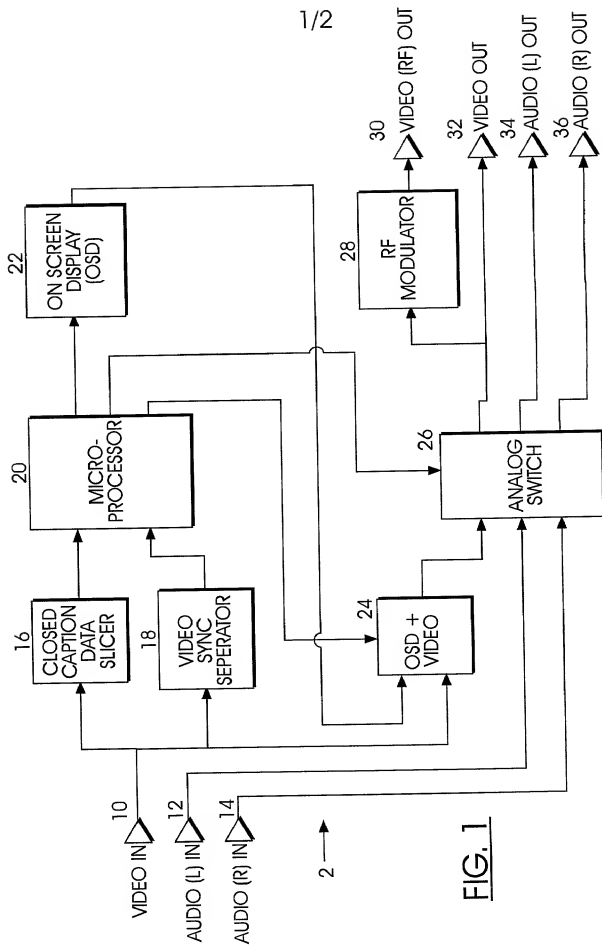 1/2
VIDEO IN
10
AUDIO (L) IN
12
AUDIO (R) IN
14
2
16
CLOSED
CAPTION
DATA
SLICER
18
VIDEO
SYNC
SEPERATOR
20
MICRO-
PROCESSOR
22
ON SCREEN
DISPLAY
(OSD)
24
OSD +
VIDEO
26
ANALOG
SWITCH
28
RF
MODULATOR
30
VIDEO (RF) OUT
32
VIDEO OUT
34
AUDIO (L) OUT
36
AUDIO (R) OUT
FIG. 1